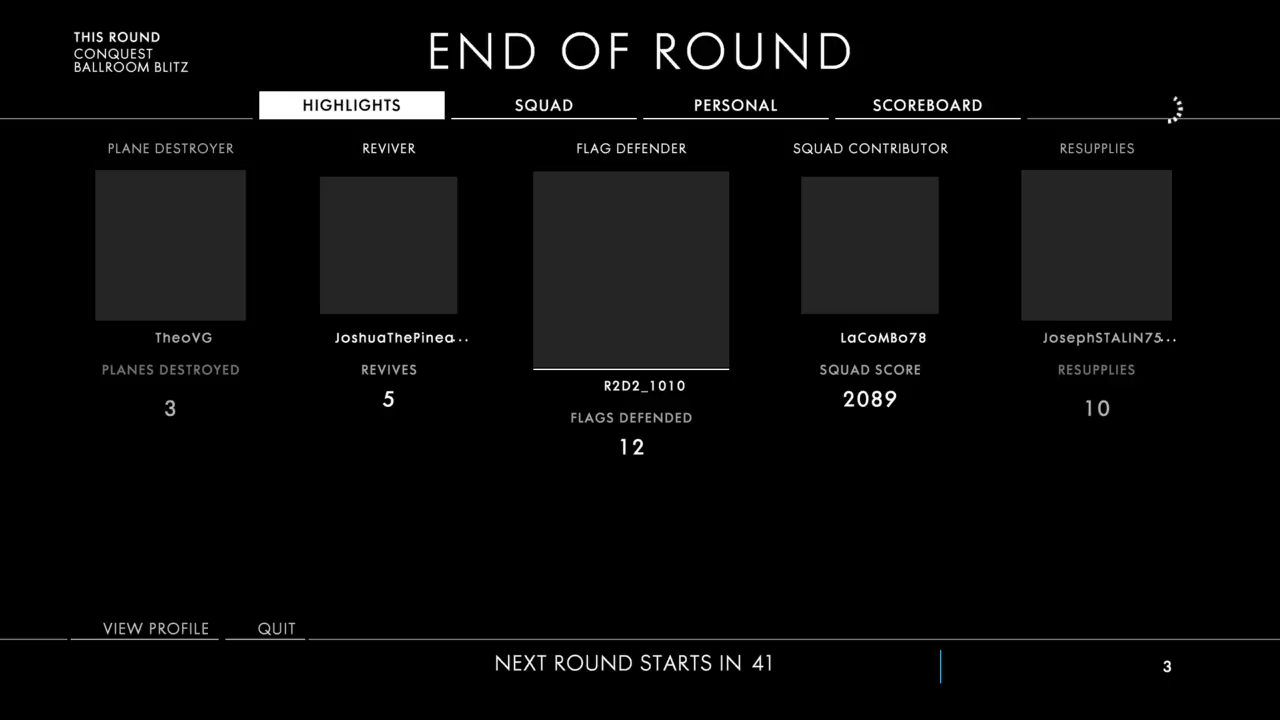 THIS ROUND
CONQUEST
BALLROOM BLITZ
END OF ROUND
HIGHLIGHTS SQUAD PERSONAL SCOREBOARD
PLANE DESTROYER REVIVER FLAG DEFENDER SQUAD CONTRIBUTOR RESUPPLIES
TheoVG JoshuaThePinea... LaCoMBo78 JosephSTALIN75...
PLANES DESTROYED REVIVES SQUAD SCORE RESUPPLIES
3 5 2089 10
R2D2_1010
FLAGS DEFENDED
12
VIEW PROFILE QUIT
NEXT ROUND STARTS IN 41 3